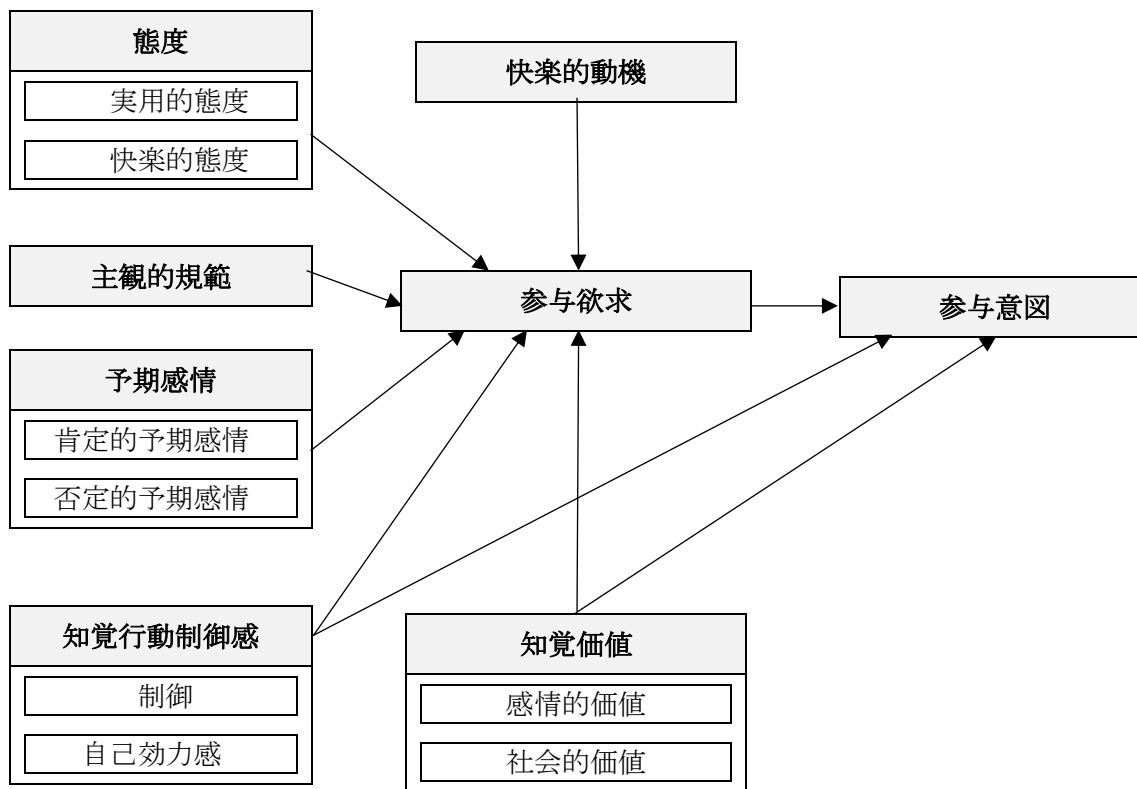 態度
実用的態度
快楽的態度
快楽的動機
主観的規範
参与欲求
参与意図
予期感情
肯定的予期感情
否定的予期感情
知覚行動制御感
制御
自己効力感
知覚価値
感情的価値
社会的価値